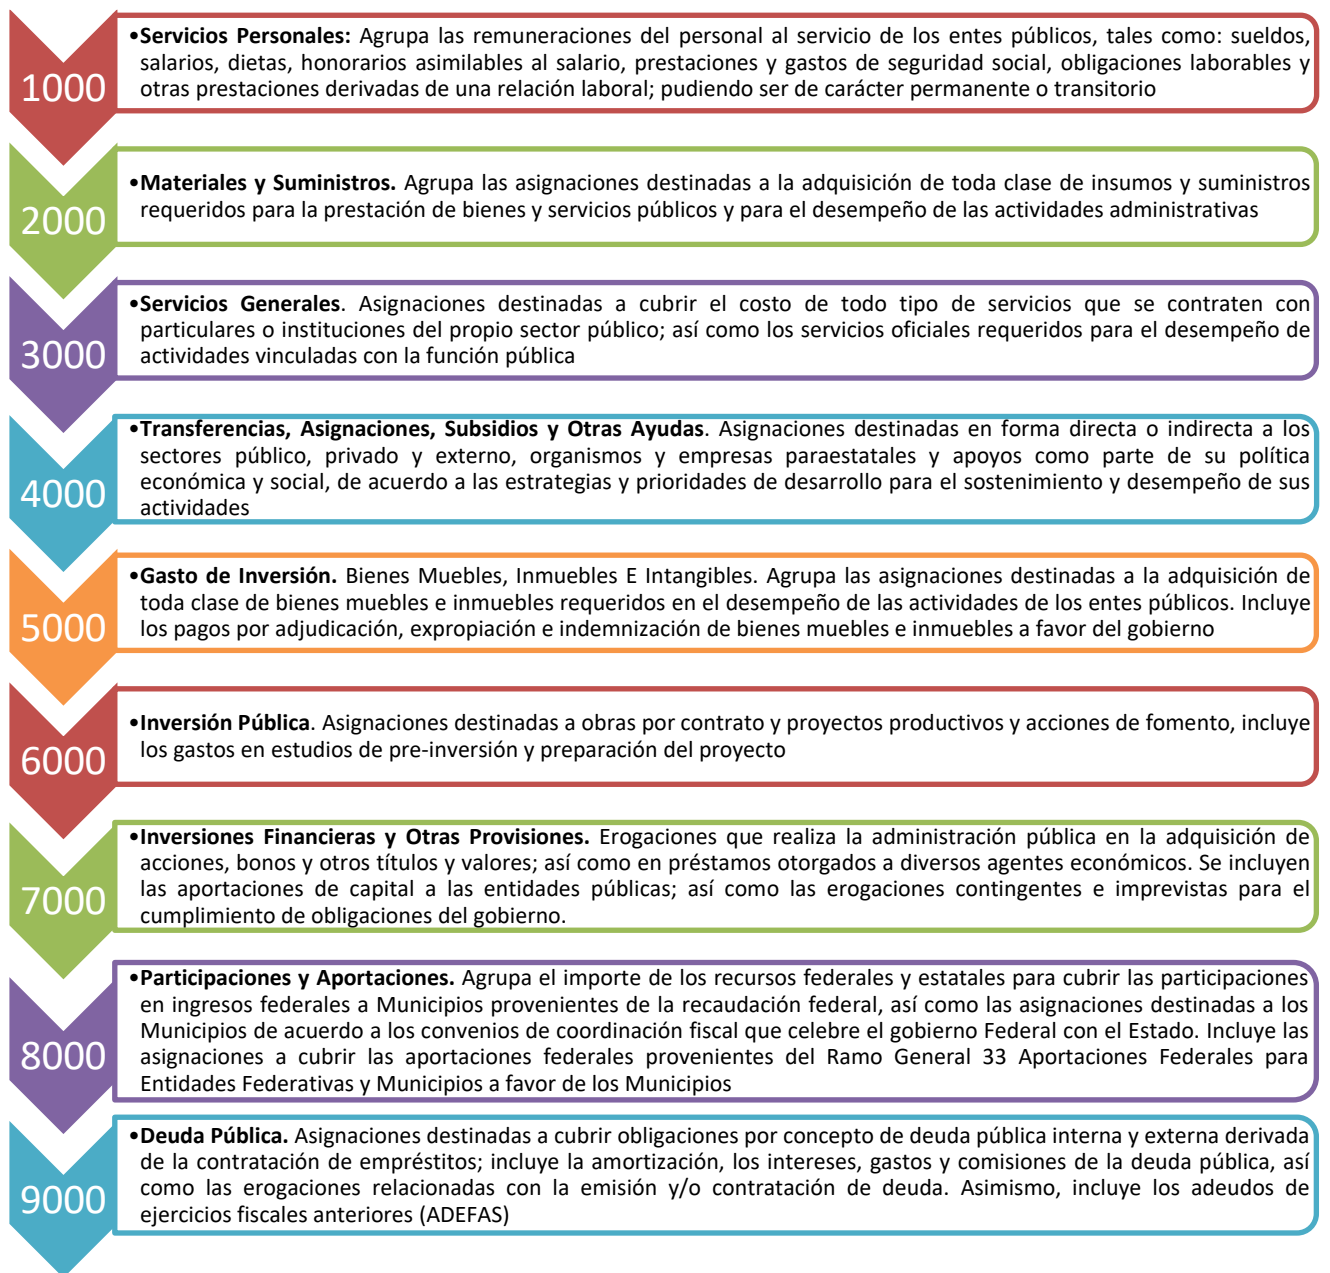 1000
•Servicios Personales: Agrupa las remuneraciones del personal al servicio de los entes públicos, tales como: sueldos,
salarios, dietas, honorarios asimilables al salario, prestaciones y gastos de seguridad social, obligaciones laborables y
otras prestaciones derivadas de una relación laboral; pudiendo ser de carácter permanente o transitorio
2000
•Materiales y Suministros. Agrupa las asignaciones destinadas a la adquisición de toda clase de insumos y suministros
requeridos para la prestación de bienes y servicios públicos y para el desempeño de las actividades administrativas
3000
•Servicios Generales. Asignaciones destinadas a cubrir el costo de todo tipo de servicios que se contraten con
particulares o instituciones del propio sector público; así como los servicios oficiales requeridos para el desempeño de
actividades vinculadas con la función pública
4000
•Transferencias, Asignaciones, Subsidios y Otras Ayudas. Asignaciones destinadas en forma directa o indirecta a los
sectores público, privado y externo, organismos y empresas paraestatales y apoyos como parte de su política
económica y social, de acuerdo a las estrategias y prioridades de desarrollo para el sostenimiento y desempeño de sus
actividades
5000
•Gasto de Inversión. Bienes Muebles, Inmuebles E Intangibles. Agrupa las asignaciones destinadas a la adquisición de
toda clase de bienes muebles e inmuebles requeridos en el desempeño de las actividades de los entes públicos. Incluye
los pagos por adjudicación, expropiación e indemnización de bienes muebles e inmuebles a favor del gobierno
6000
•Inversión Pública. Asignaciones destinadas a obras por contrato y proyectos productivos y acciones de fomento, incluye
los gastos en estudios de pre-inversión y preparación del proyecto
7000
•Inversiones Financieras y Otras Provisiones. Erogaciones que realiza la administración pública en la adquisición de
acciones, bonos y otros títulos y valores; así como en préstamos otorgados a diversos agentes económicos. Se incluyen
las aportaciones de capital a las entidades públicas; así como las erogaciones contingentes e imprevistas para el
cumplimiento de obligaciones del gobierno.
8000
•Participaciones y Aportaciones. Agrupa el importe de los recursos federales y estatales para cubrir las participaciones
en ingresos federales a Municipios provenientes de la recaudación federal, así como las asignaciones destinadas a los
Municipios de acuerdo a los convenios de coordinación fiscal que celebre el gobierno Federal con el Estado. Incluye las
asignaciones a cubrir las aportaciones federales provenientes del Ramo General 33 Aportaciones Federales para
Entidades Federativas y Municipios a favor de los Municipios
9000
•Deuda Pública. Asignaciones destinadas a cubrir obligaciones por concepto de deuda pública interna y externa derivada
de la contratación de empréstitos; incluye la amortización, los intereses, gastos y comisiones de la deuda pública, así
como las erogaciones relacionadas con la emisión y/o contratación de deuda. Asimismo, incluye los adeudos de
ejercicios fiscales anteriores (ADEFAS)